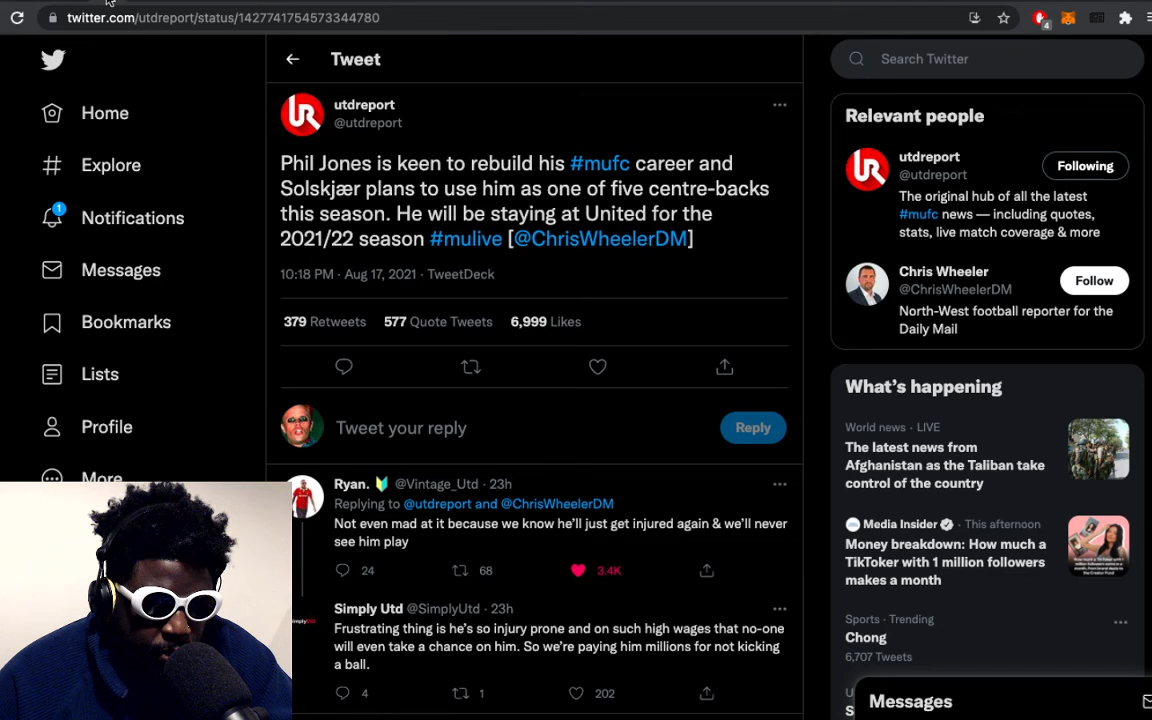 twitter.com/utdreport/status/1427741754573344780
4
Home
Explore
1
Notifications
Messages
Bookmarks
Lists
Profile
More
Tweet
utdreport
@utdreport
Phil Jones is keen to rebuild his #mufc career and
Solskjær plans to use him as one of five centre-backs
this season. He will be staying at United for the
2021/22 season #mulive [@ChrisWheelerDM]
10:18 PM · Aug 17, 2021 · TweetDeck
379 Retweets 577 Quote Tweets 6,999 Likes
Tweet your reply
Reply
Ryan. @Vintage_Utd · 23h
Replying to @utdreport and @ChrisWheelerDM
Not even mad at it because we know he'll just get injured again & we'll never
see him play
24 68 3.4K
Simply Utd @SimplyUtd · 23h
Frustrating thing is he's so injury prone and on such high wages that no-one
will even take a chance on him. So we're paying him millions for not kicking
a ball.
4 1 202
Search Twitter
Relevant people
utdreport
@utdreport
Following
The original hub of all the latest
#mufc news — including quotes,
stats, live match coverage & more
Chris Wheeler
@ChrisWheelerDM
Follow
North-West football reporter for the
Daily Mail
What's happening
World news · LIVE
The latest news from
Afghanistan as the Taliban take
control of the country
Media Insider · This afternoon
Money breakdown: How much a
TikToker with 1 million followers
makes a month
Sports · Trending
Chong
6,707 Tweets
Messages